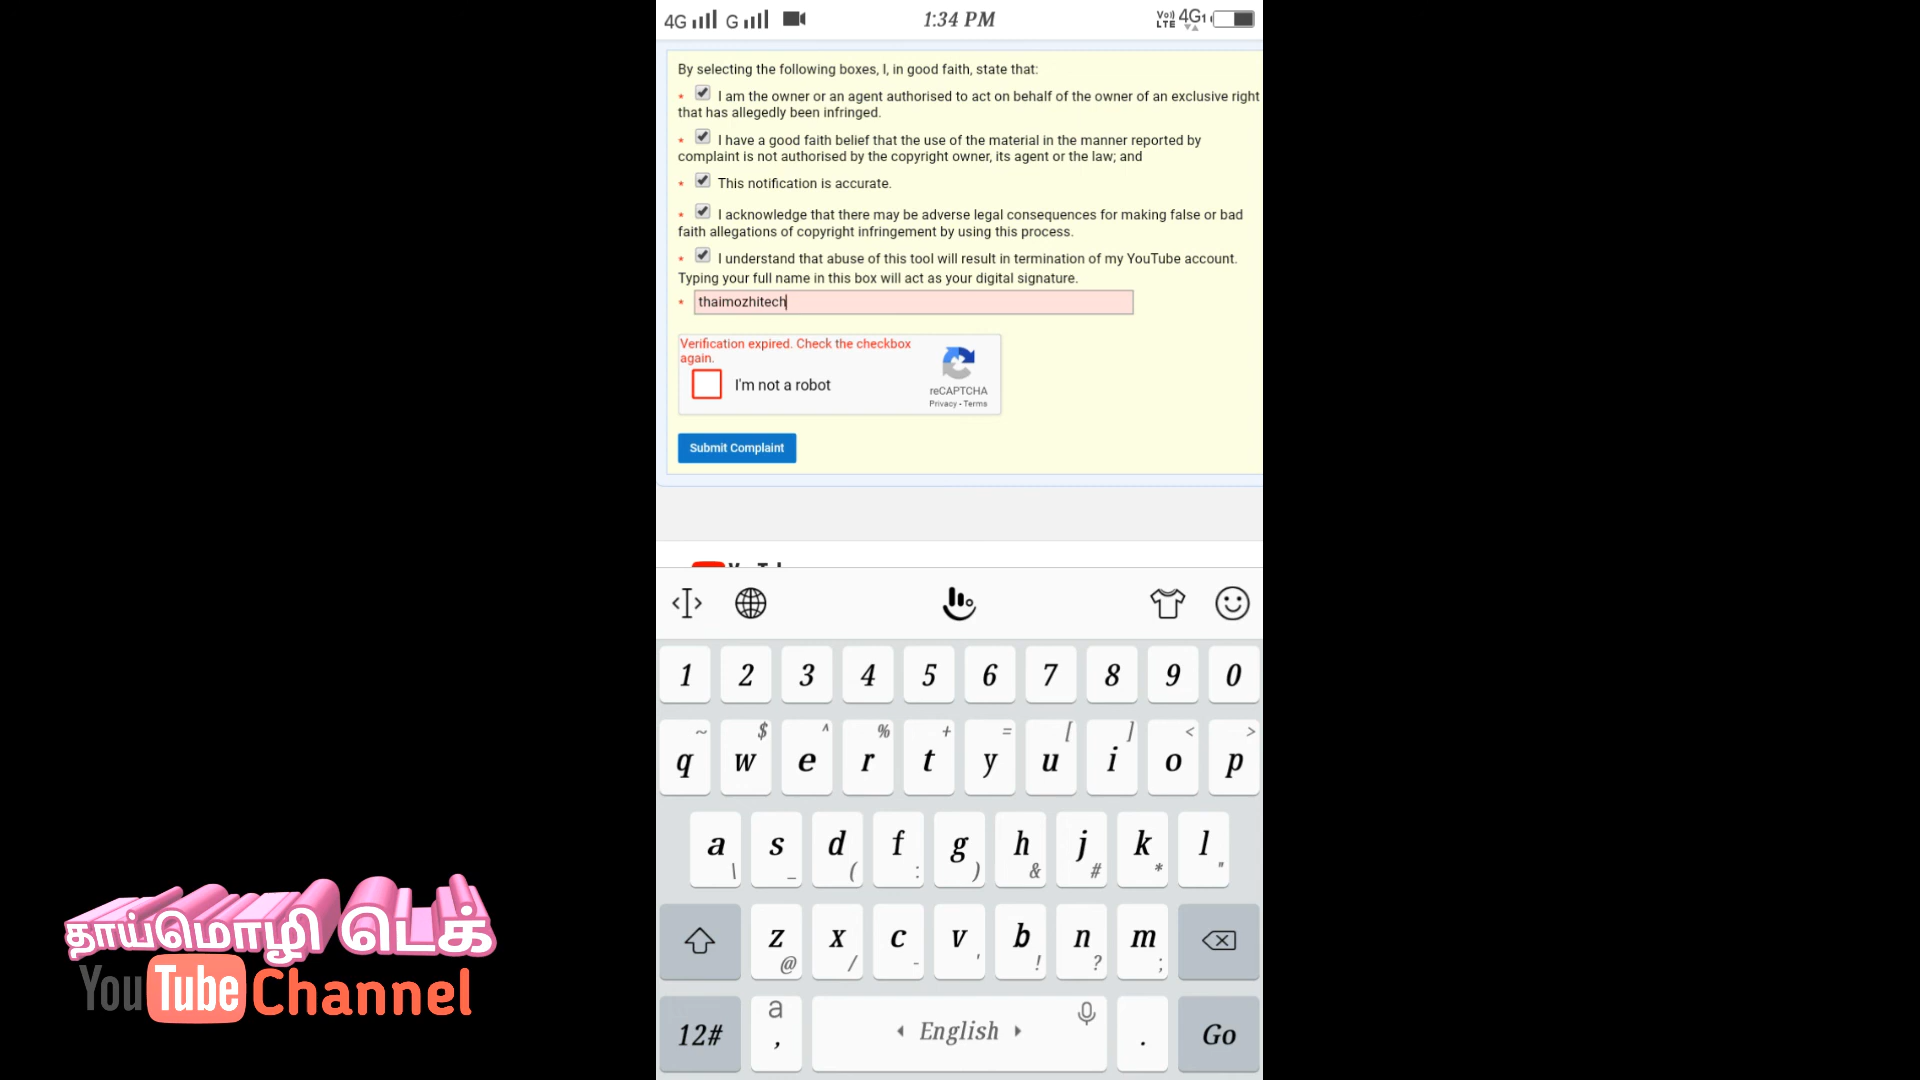 4G G 1:34 PM Vo)) LTE 4G1
By selecting the following boxes, I, in good faith, state that:
* I am the owner or an agent authorised to act on behalf of the owner of an exclusive right
that has allegedly been infringed.
* I have a good faith belief that the use of the material in the manner reported by
complaint is not authorised by the copyright owner, its agent or the law; and
* This notification is accurate.
* I acknowledge that there may be adverse legal consequences for making false or bad
faith allegations of copyright infringement by using this process.
* I understand that abuse of this tool will result in termination of my YouTube account.
Typing your full name in this box will act as your digital signature.
* thaimozhitech
Verification expired. Check the checkbox
again.
I'm not a robot
reCAPTCHA
Privacy - Terms
Submit Complaint
1 2 3 4 5 6 7 8 9 0
~ $ ^ % + = [ ] < >
q w e r t y u i o p
a s d f g h j k l
\ _ ( : ) & # * "
z x c v b n m
@ / - ' ! ? ;
12# a , English . Go
தாய்மொழி டெக்
YouTube Channel